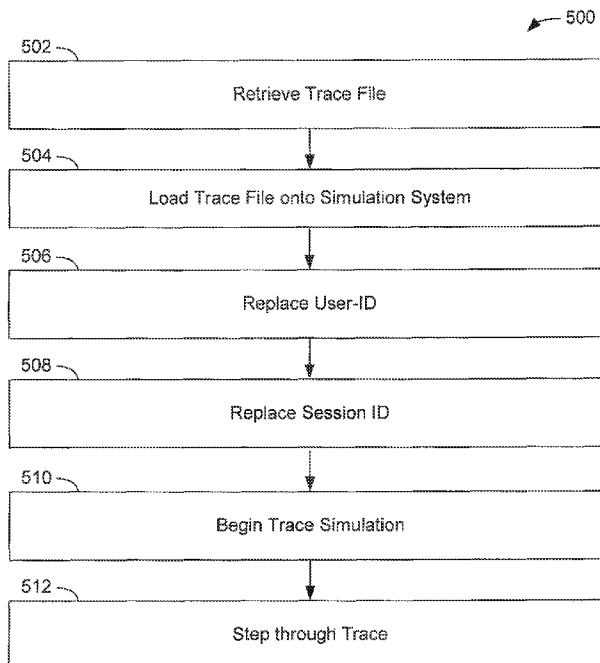 500
502
Retrieve Trace File
504
Load Trace File onto Simulation System
506
Replace User-ID
508
Replace Session ID
510
Begin Trace Simulation
512
Step through Trace